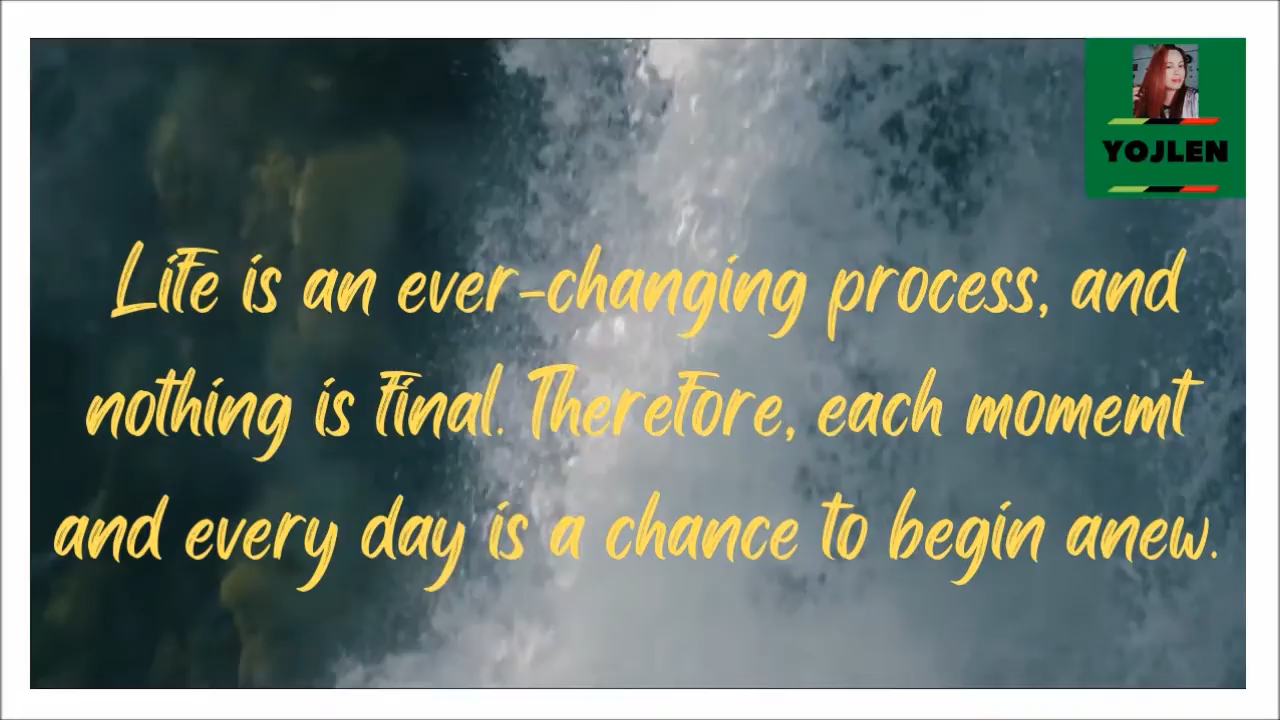 YOJLEN
Life is an ever-changing process, and
nothing is final. Therefore, each momemt
and every day is a chance to begin anew.